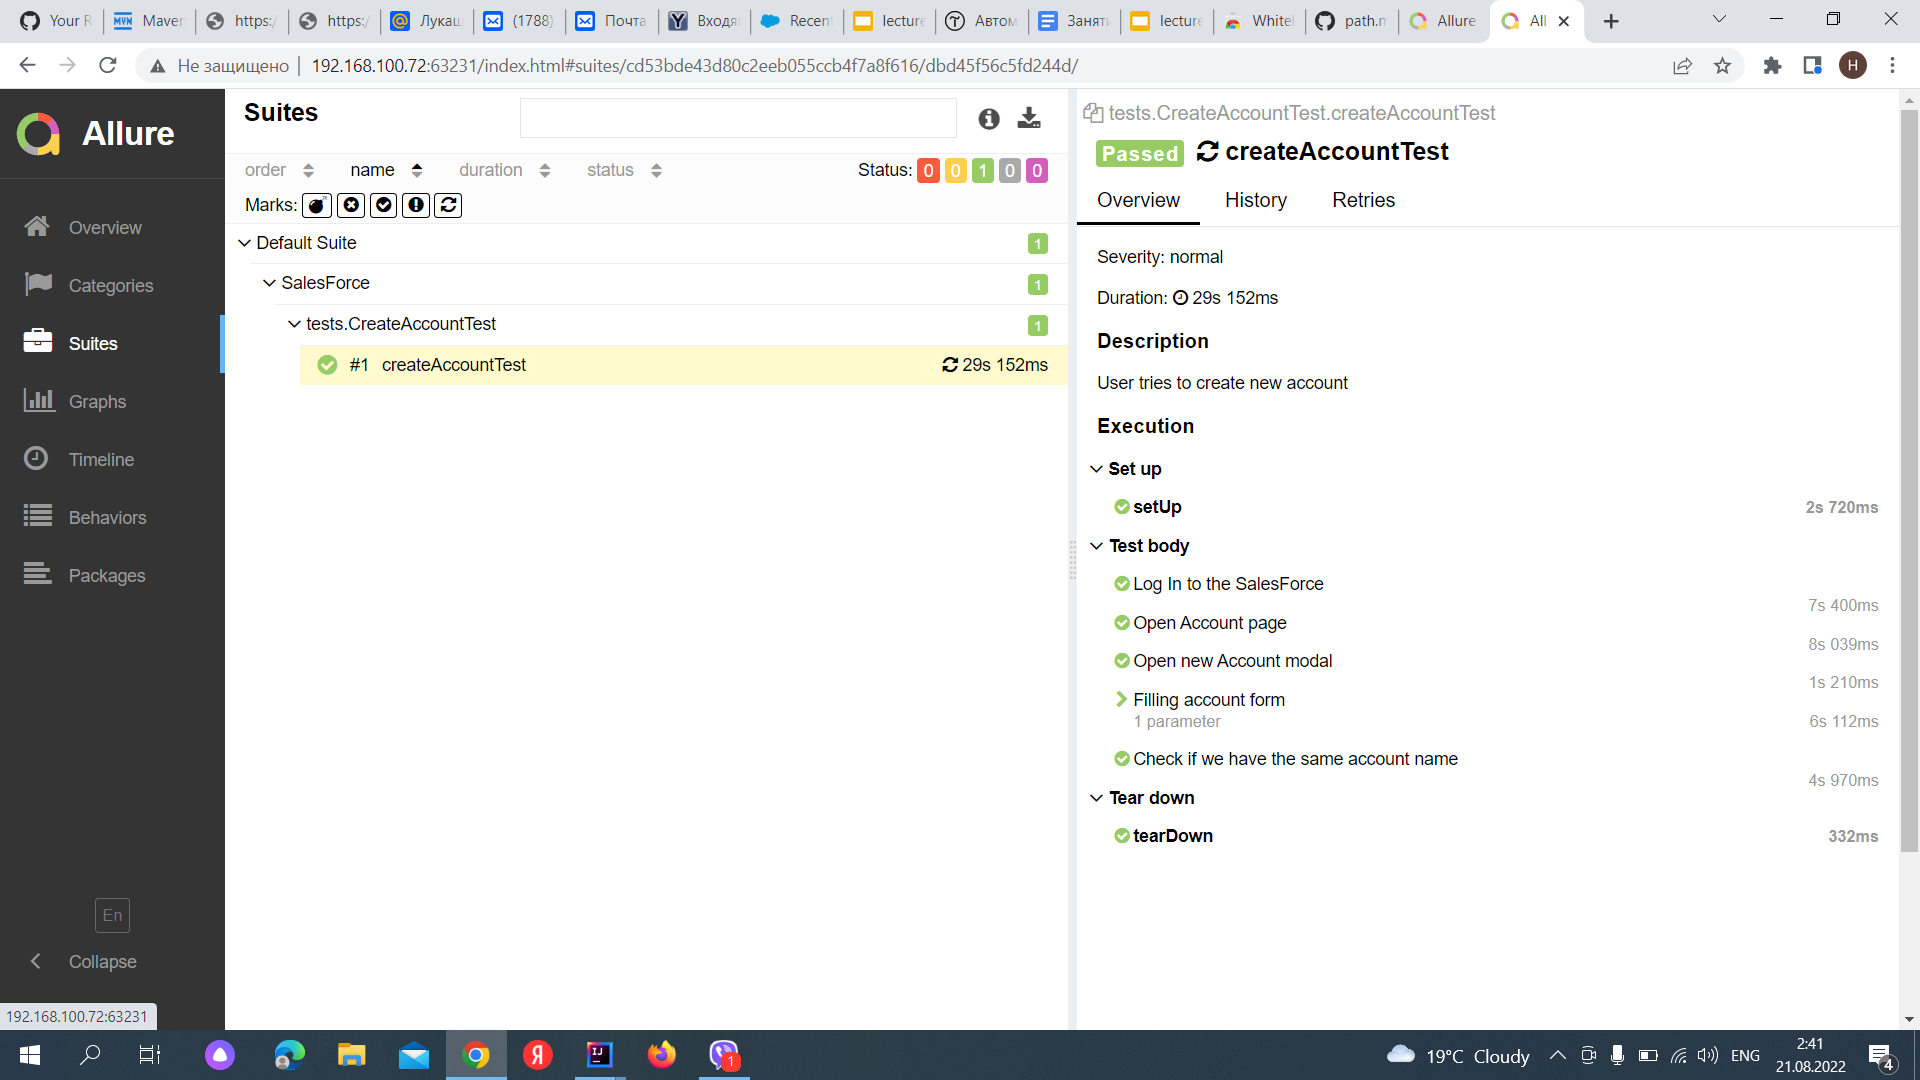 Your R
MVN Maven
https:/
https:/
Лукаш
(1788)
Почта
Входя
Recent
lecture
Автом
Заняти
lecture
Whitel
path.m
Allure
All
Не защищено
192.168.100.72:63231/index.html#suites/cd53bde43d80c2eeb055ccb4f7a8f616/dbd45f56c5fd244d/
H
Allure
Overview
Categories
Suites
Graphs
Timeline
Behaviors
Packages
En
Collapse
192.168.100.72:63231
Suites
order name duration status Status: 0 0 1 0 0
Marks:
Default Suite 1
SalesForce 1
tests.CreateAccountTest 1
#1 createAccountTest 29s 152ms
tests.CreateAccountTest.createAccountTest
Passed createAccountTest
Overview History Retries
Severity: normal
Duration: 29s 152ms
Description
User tries to create new account
Execution
Set up
setUp 2s 720ms
Test body
Log In to the SalesForce
7s 400ms
Open Account page
8s 039ms
Open new Account modal
1s 210ms
Filling account form
1 parameter 6s 112ms
Check if we have the same account name
4s 970ms
Tear down
tearDown 332ms
Я
IJ
1
19°C Cloudy
ENG
2:41
21.08.2022
4